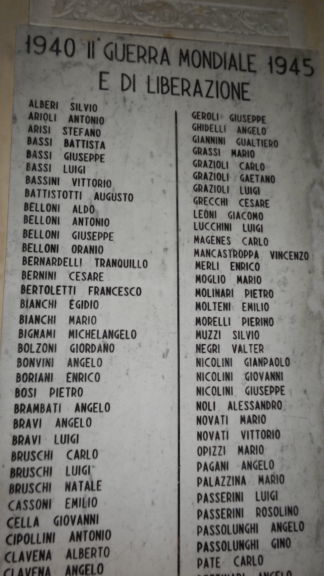 1940 II GUERRA MONDIALE 1945
E DI LIBERAZIONE
ALBERI SILVIO
ARIOLI ANTONIO
ARISI STEFANO
BASSI BATTISTA
BASSI GIUSEPPE
BASSI LUIGI
BASSINI VITTORIO
BATTISTOTTI AUGUSTO
BELLONI ALDO
BELLONI ANTONIO
BELLONI GIUSEPPE
BELLONI ORANIO
BERNARDELLI TRANQUILLO
BERNINI CESARE
BERTOLETTI FRANCESCO
BIANCHI EGIDIO
BIANCHI MARIO
BIGNAMI MICHELANGELO
BOLZONI GIORDANO
BONVINI ANGELO
BORIANI ENRICO
BOSI PIETRO
BRAMBATI ANGELO
BRAVI ANGELO
BRAVI LUIGI
BRUSCHI CARLO
BRUSCHI LUIGI
BRUSCHI NATALE
CASSONI EMILIO
CELLA GIOVANNI
CIPOLLINI ANTONIO
CLAVENA ALBERTO
CLAVENA ANGELO
GEROLI GIUSEPPE
GHIDELLI ANGELO
GIANNINI GUALTIERO
GRASSI MARIO
GRAZIOLI CARLO
GRAZIOLI GAETANO
GRAZIOLI LUIGI
GRECCHI CESARE
LEONI GIACOMO
LUCCHINI LUIGI
MAGENES CARLO
MANCASTROPPA VINCENZO
MERLI ENRICO
MOGLIO MARIO
MOLINARI PIETRO
MOLTENI EMILIO
MORELLI PIERINO
MUZZI SILVIO
NEGRI VALTER
NICOLINI GIANPAOLO
NICOLINI GIOVANNI
NICOLINI GIUSEPPE
NOLI ALESSANDRO
NOVATI MARIO
NOVATI VITTORIO
OPIZZI MARIO
PAGANI ANGELO
PALAZZINA MARIO
PASSERINI LUIGI
PASSERINI ROSOLINO
PASSOLUNGHI ANGELO
PASSOLUNGHI GINO
PATE CARLO
ANGELO